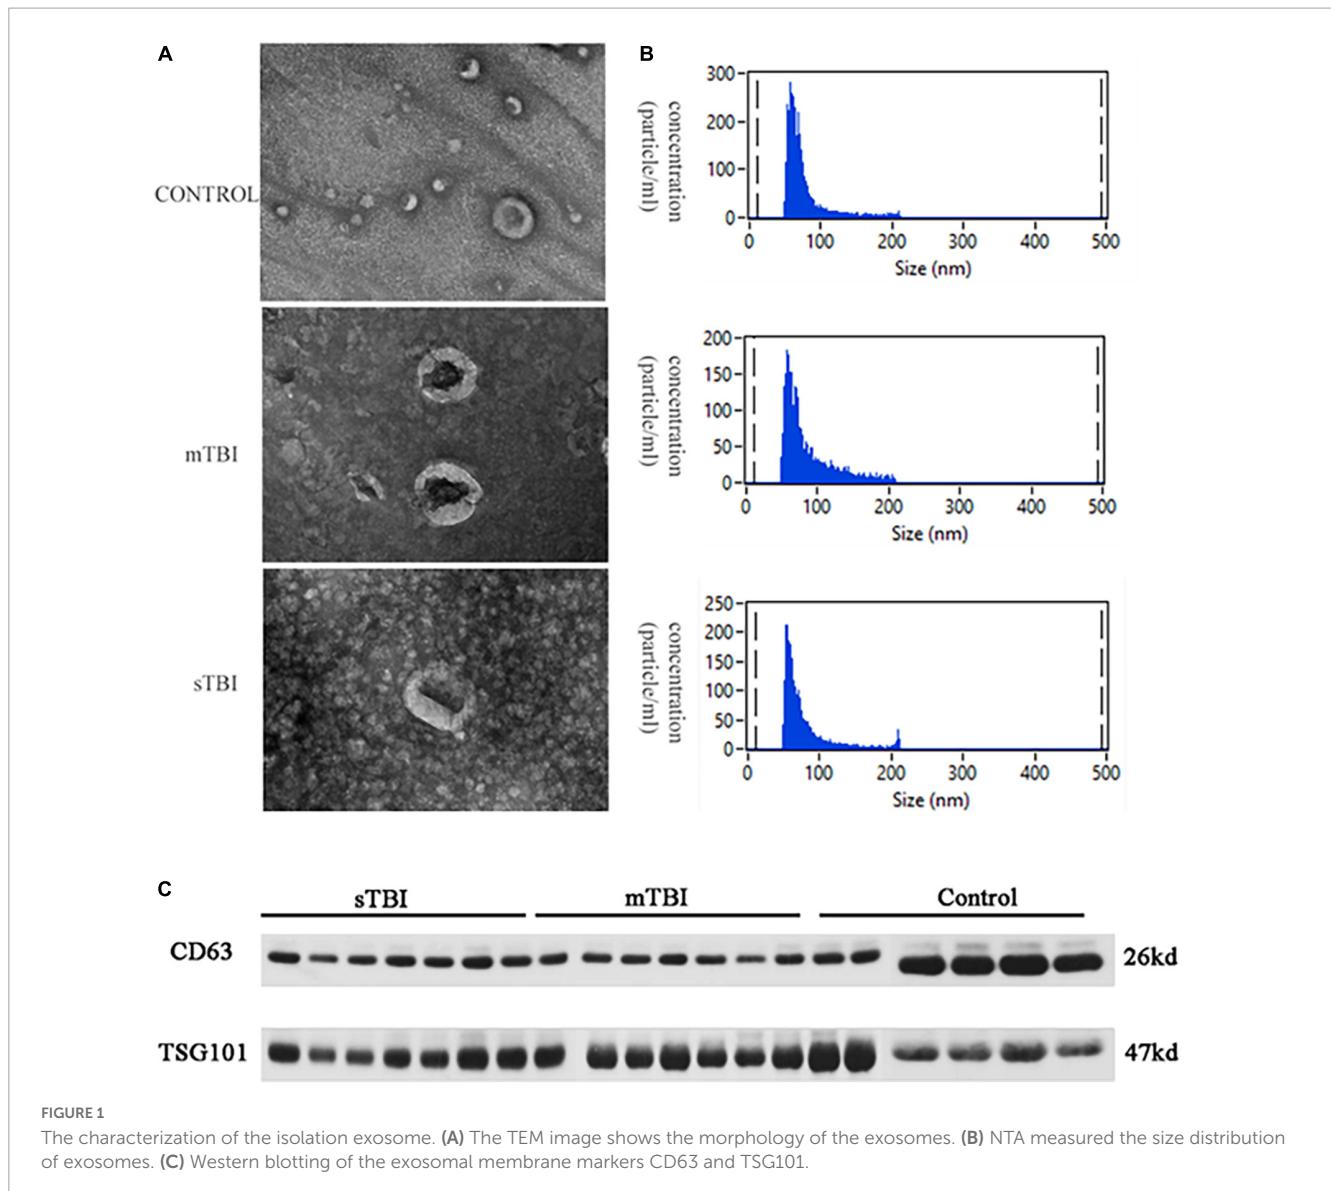 A
B
CONTROL
mTBI
sTBI
concentration
(particle/ml)
300
200
100
0
0 100 200 300 400 500
Size (nm)
concentration
(particle/ml)
200
150
100
50
0
0 100 200 300 400 500
Size (nm)
concentration
(particle/ml)
250
200
150
100
50
0
0 100 200 300 400 500
Size (nm)
C
sTBI mTBI Control
CD63 26kd
TSG101 47kd
FIGURE 1
The characterization of the isolation exosome. (A) The TEM image shows the morphology of the exosomes. (B) NTA measured the size distribution
of exosomes. (C) Western blotting of the exosomal membrane markers CD63 and TSG101.